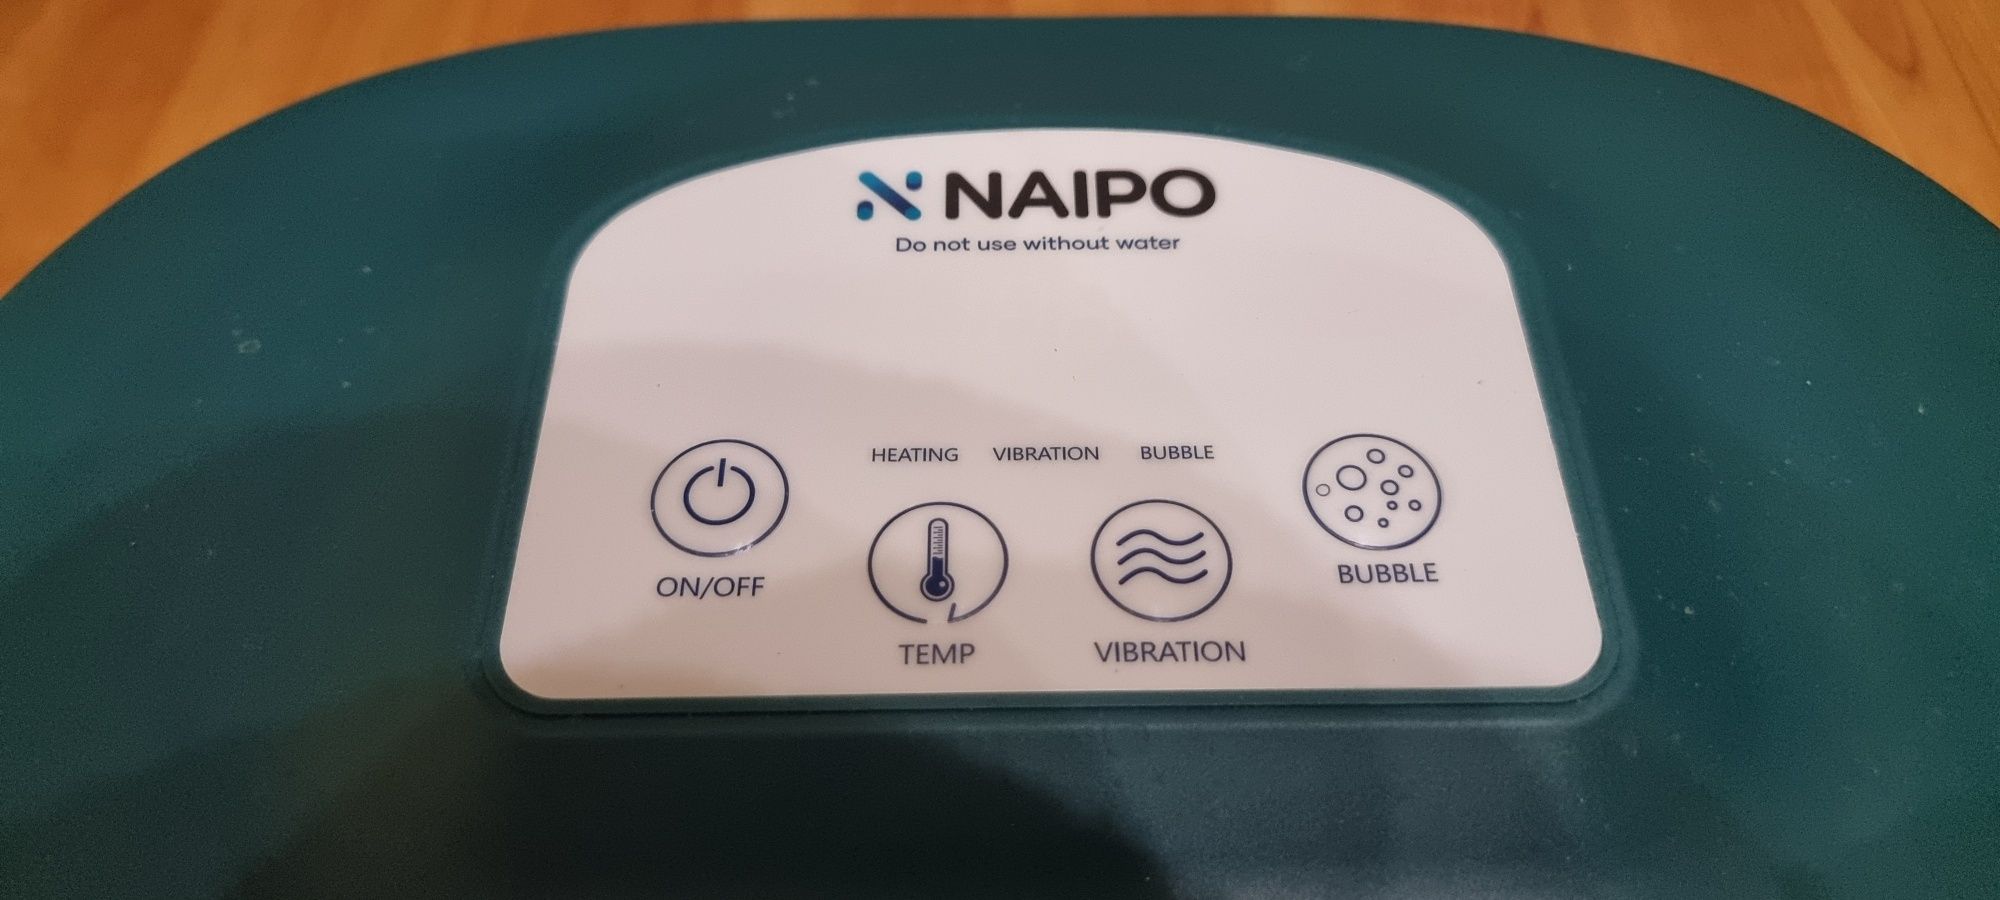 NAIPO
Do not use without water
HEATING VIBRATION BUBBLE
ON/OFF
TEMP
VIBRATION
BUBBLE